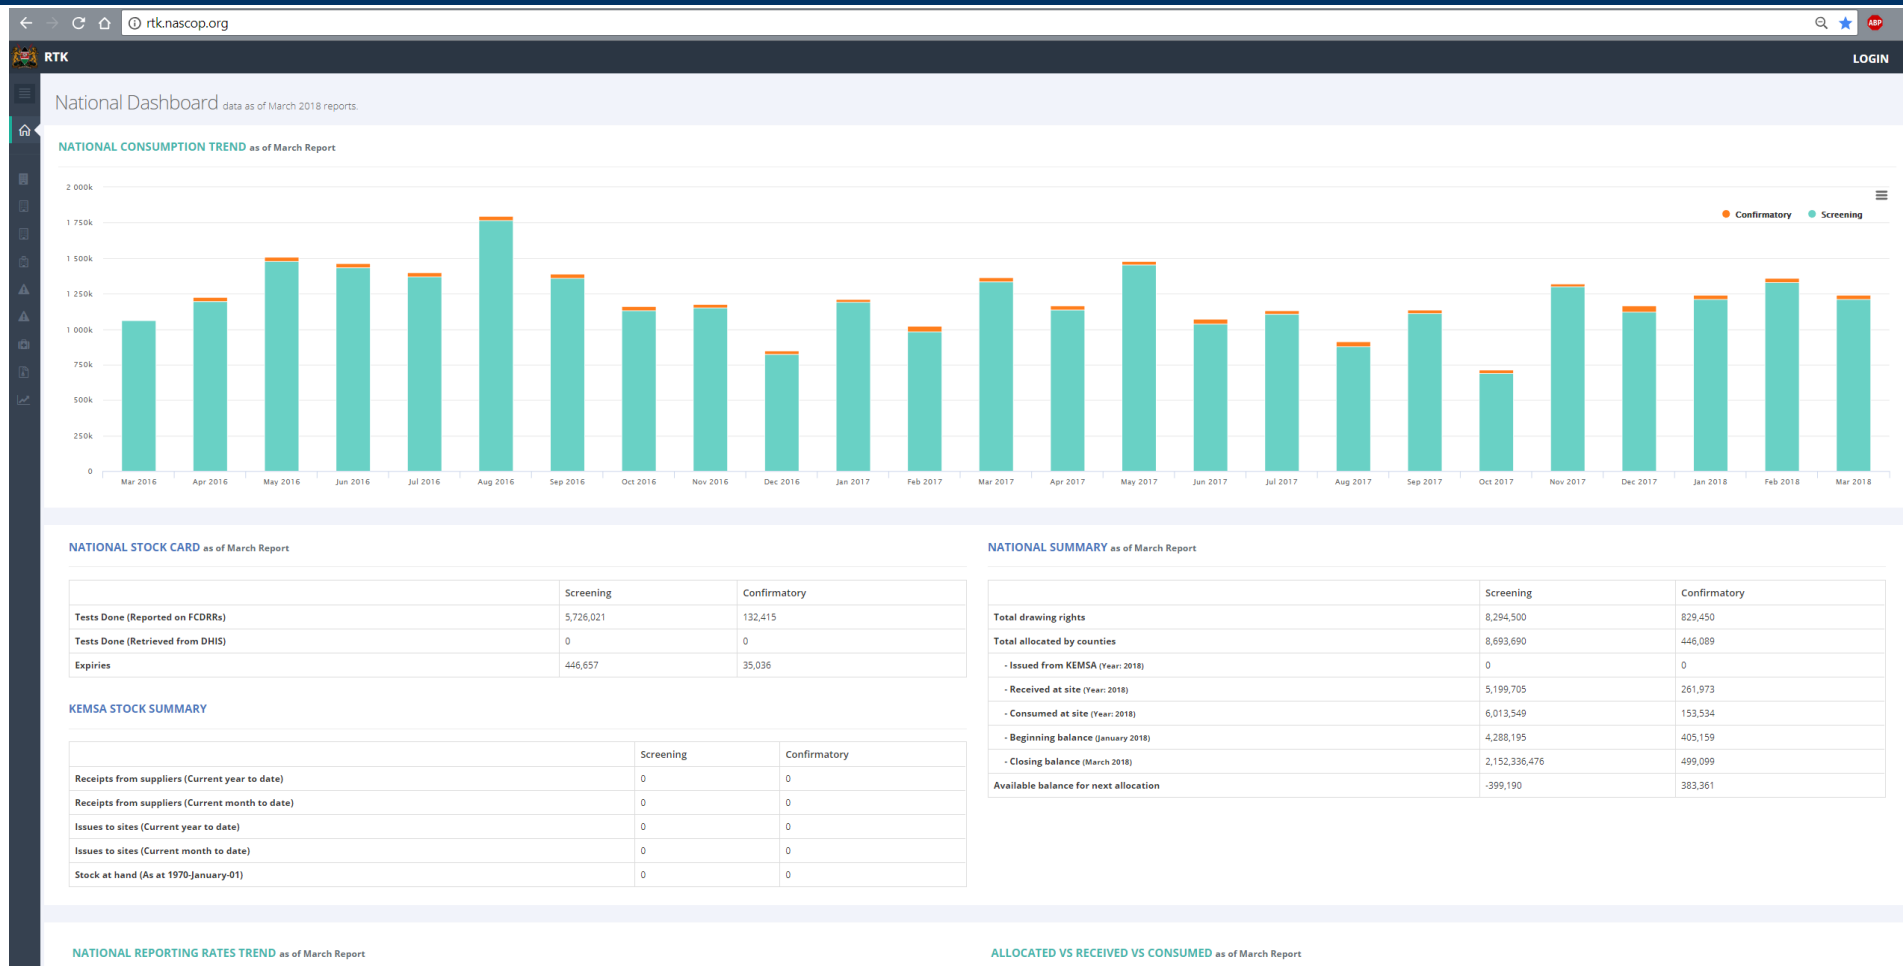 rtk.nascop.org
ABP
RTK
LOGIN
National Dashboard data as of March 2018 reports.
NATIONAL CONSUMPTION TREND as of March Report
2 000k
1 750k
1 500k
1 250k
1 000k
750k
500k
250k
0
Confirmatory Screening
Mar 2016 Apr 2016 May 2016 Jun 2016 Jul 2016 Aug 2016 Sep 2016 Oct 2016 Nov 2016 Dec 2016 Jan 2017 Feb 2017 Mar 2017 Apr 2017 May 2017 Jun 2017 Jul 2017 Aug 2017 Sep 2017 Oct 2017 Nov 2017 Dec 2017 Jan 2018 Feb 2018 Mar 2018
NATIONAL STOCK CARD as of March Report
Screening Confirmatory
Tests Done (Reported on FCDRRs) 5,726,021 132,415
Tests Done (Retrieved from DHIS) 0 0
Expiries 446,657 35,036
KEMSA STOCK SUMMARY
Screening Confirmatory
Receipts from suppliers (Current year to date) 0 0
Receipts from suppliers (Current month to date) 0 0
Issues to sites (Current year to date) 0 0
Issues to sites (Current month to date) 0 0
Stock at hand (As at 1970-January-01) 0 0
NATIONAL SUMMARY as of March Report
Screening Confirmatory
Total drawing rights 8,294,500 829,450
Total allocated by counties 8,693,690 446,089
- Issued from KEMSA (Year: 2018) 0 0
- Received at site (Year: 2018) 5,199,705 261,973
- Consumed at site (Year: 2018) 6,013,549 153,534
- Beginning balance (January 2018) 4,288,195 405,159
- Closing balance (March 2018) 2,152,336,476 499,099
Available balance for next allocation -399,190 383,361
NATIONAL REPORTING RATES TREND as of March Report
ALLOCATED VS RECEIVED VS CONSUMED as of March Report